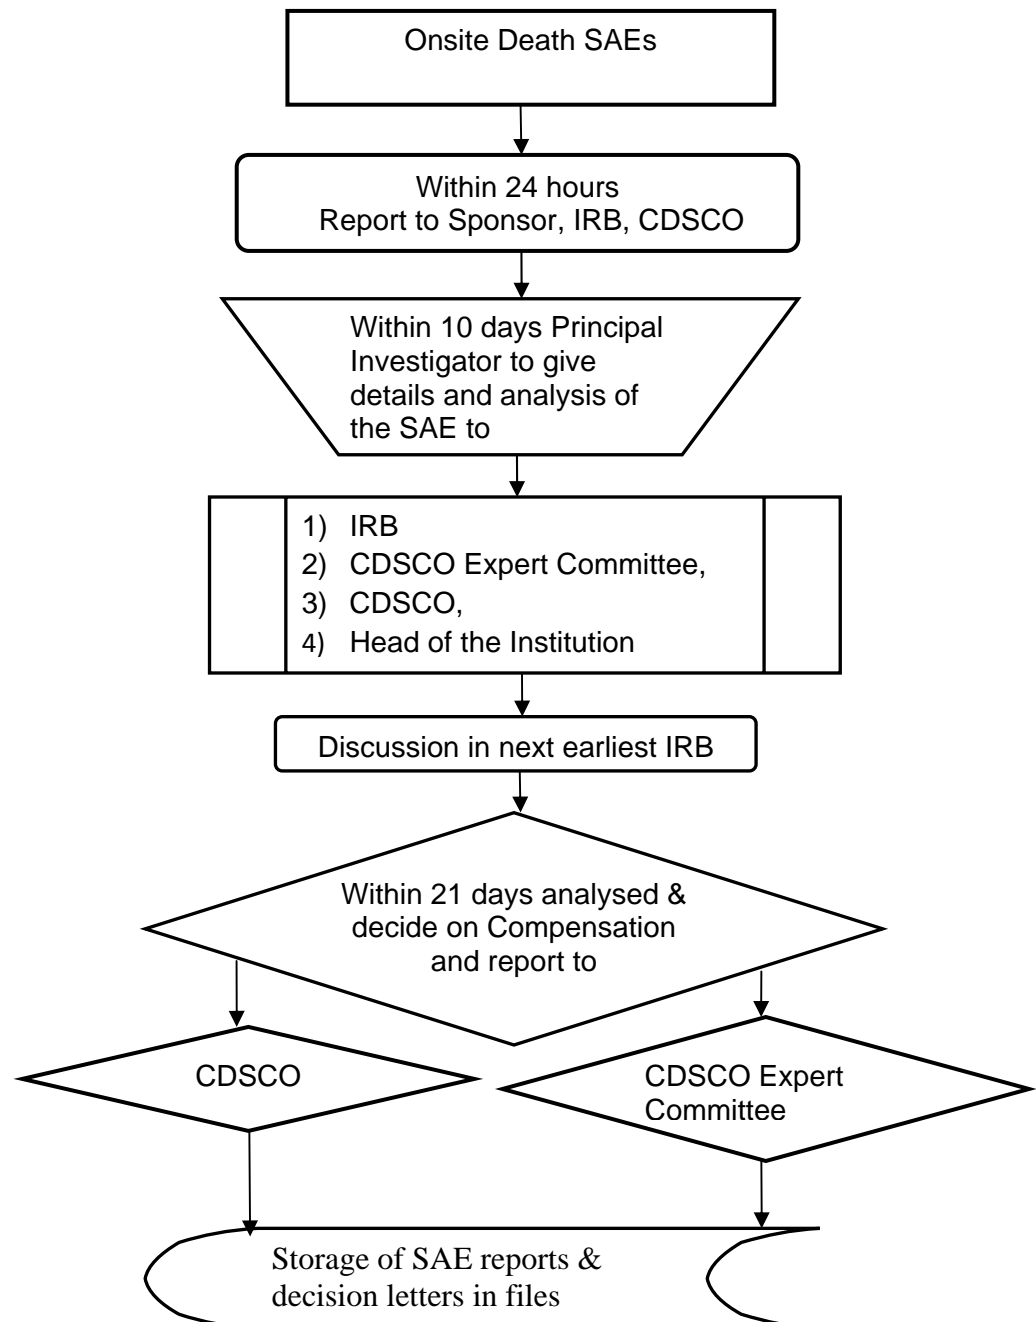 Onsite Death SAEs
Within 24 hours
Report to Sponsor, IRB, CDSCO
Within 10 days Principal
Investigator to give
details and analysis of
the SAE to
1) IRB
2) CDSCO Expert Committee,
3) CDSCO,
4) Head of the Institution
Discussion in next earliest IRB
Within 21 days analysed &
decide on Compensation
and report to
CDSCO
CDSCO Expert
Committee
Storage of SAE reports &
decision letters in files